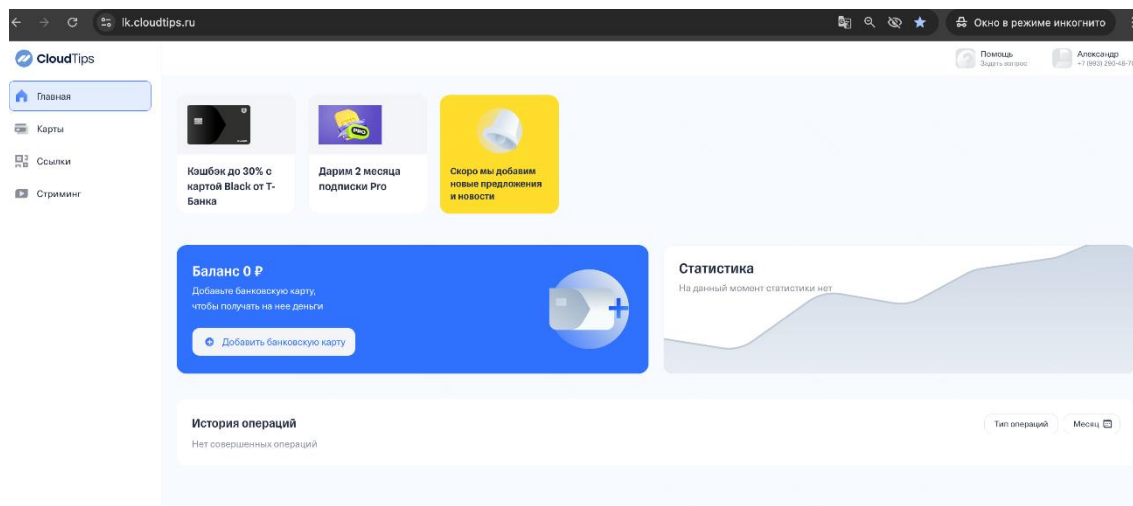 lk.cloudtips.ru
Окно в режиме инкогнито
CloudTips
Помощь
Задать вопрос
Александр
Главная
Карты
Ссылки
Стриминг
PRO
Кэшбэк до 30% с
картой Black от Т-
Банка
Дарим 2 месяца
подписки Pro
Скоро мы добавим
новые предложения
и новости
Баланс 0 ₽
Добавьте банковскую карту,
чтобы получать на нее деньги
Добавить банковскую карту
Статистика
На данный момент статистики нет
История операций
Нет совершенных операций
Тип операций
Месяц